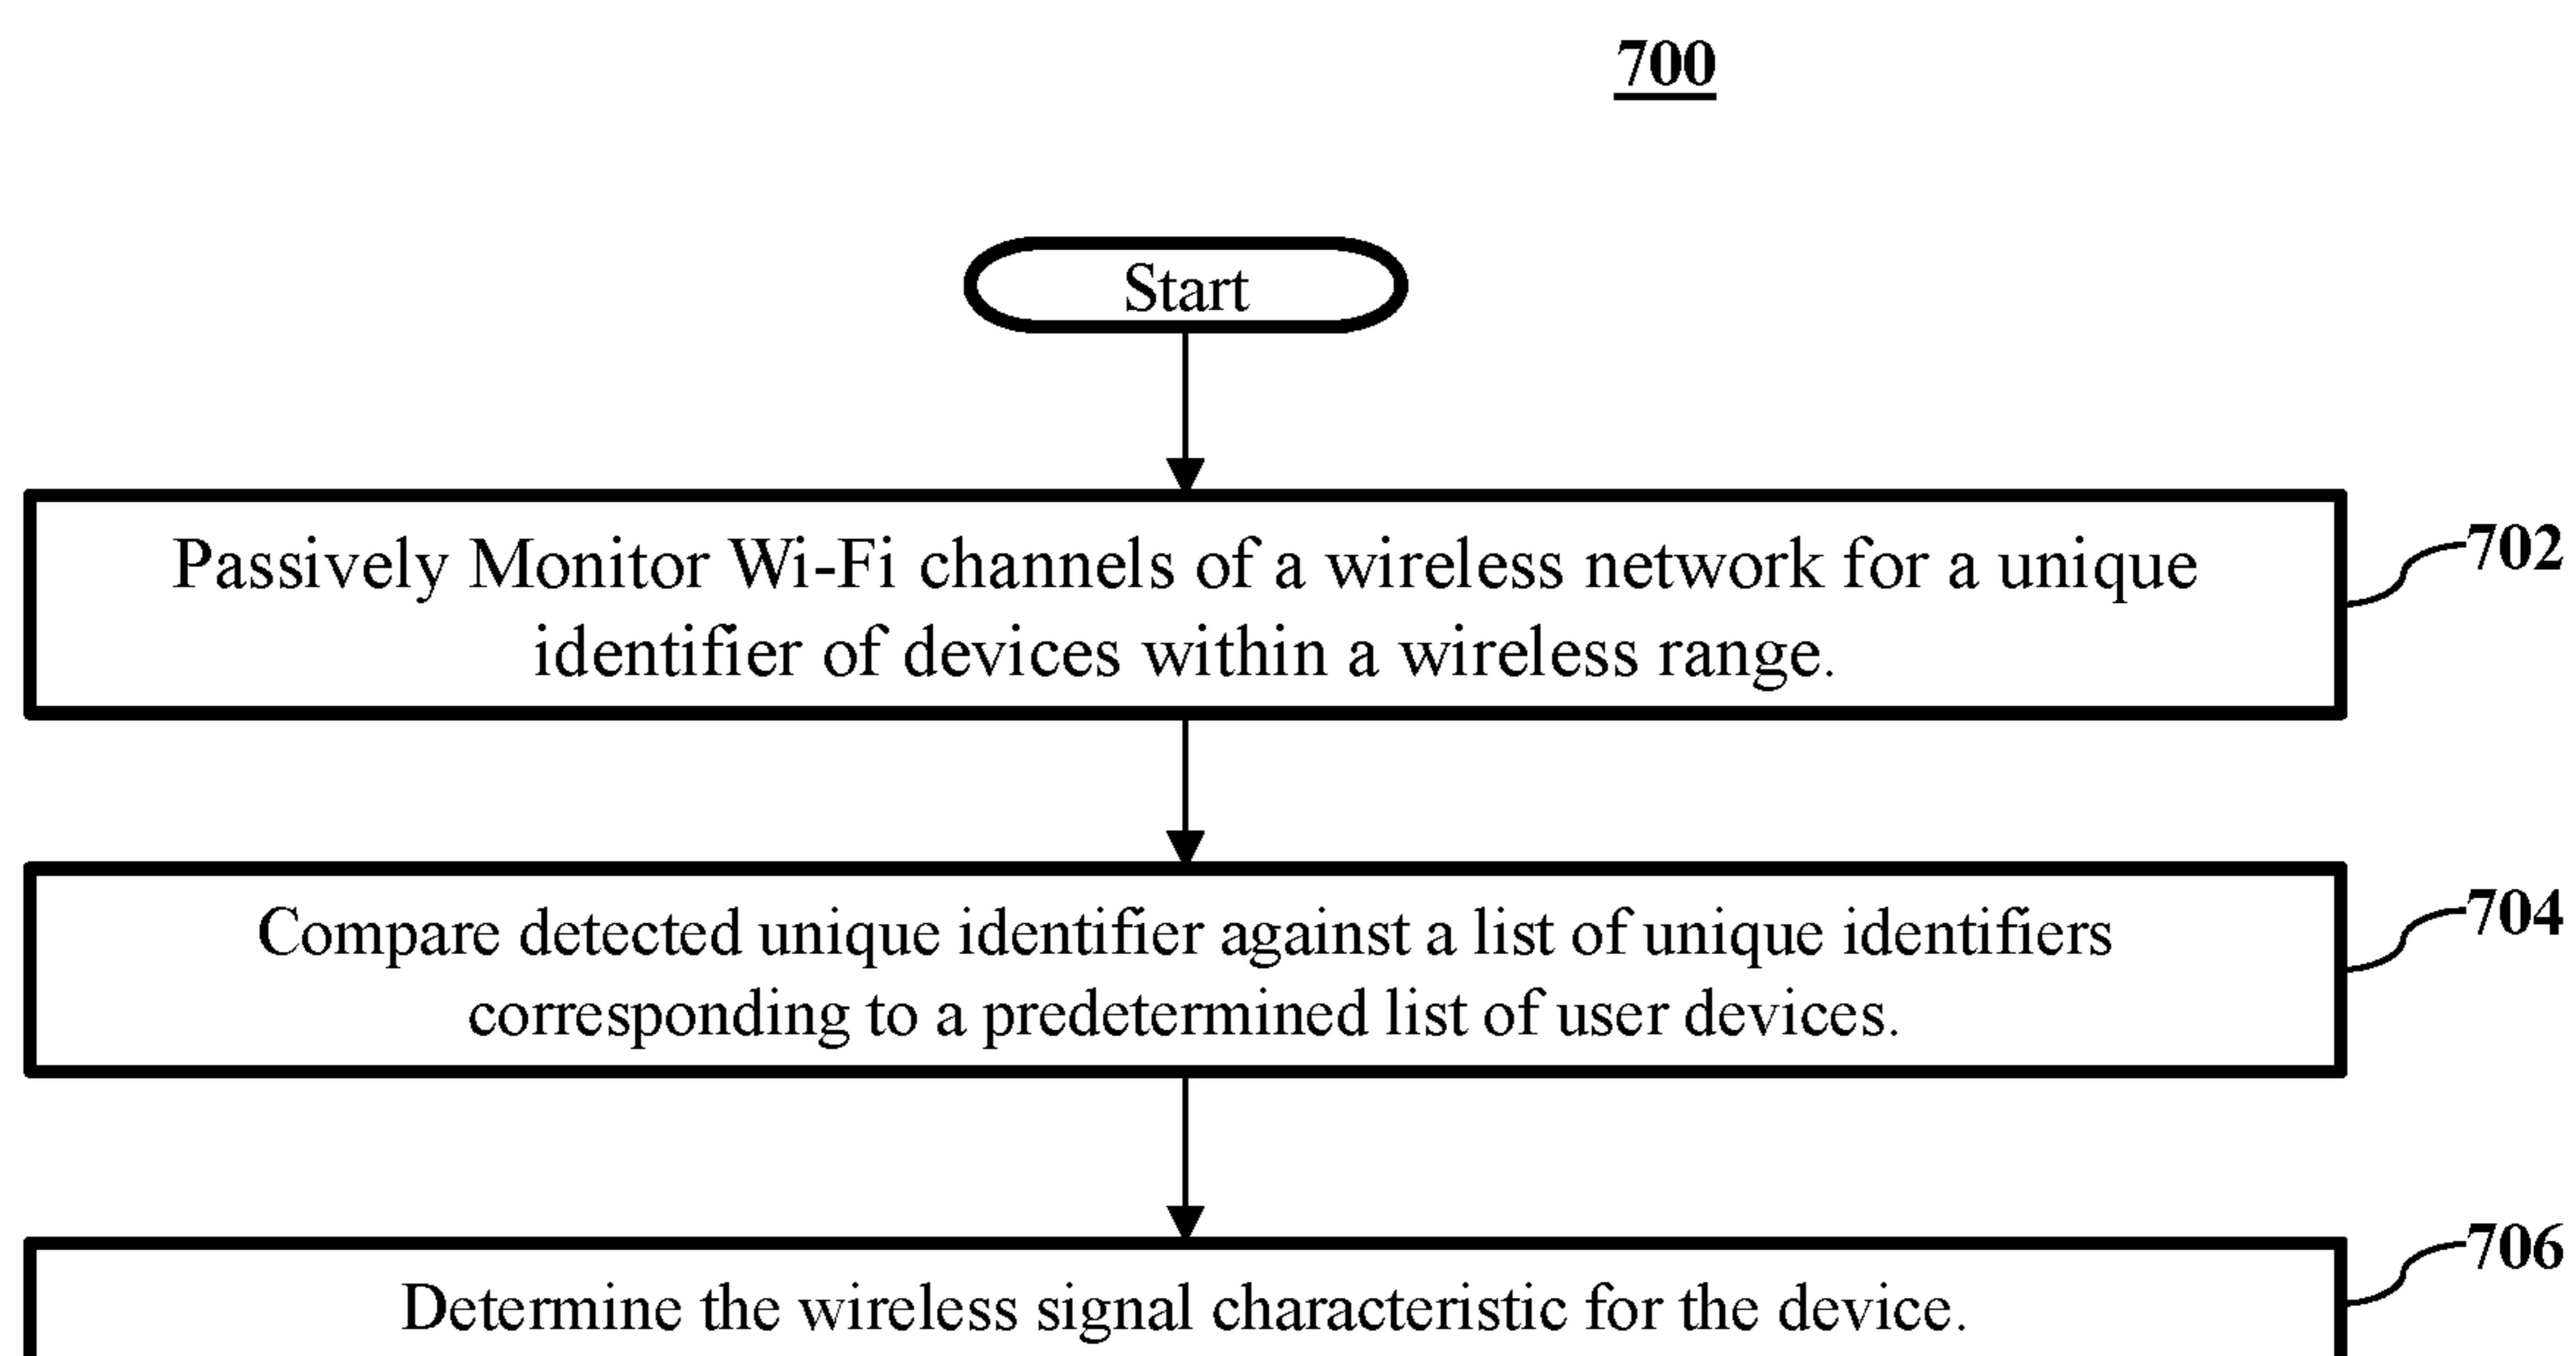 700
Start
Passively Monitor Wi-Fi channels of a wireless network for a unique
identifier of devices within a wireless range.
702
Compare detected unique identifier against a list of unique identifiers
corresponding to a predetermined list of user devices.
704
Determine the wireless signal characteristic for the device.
706